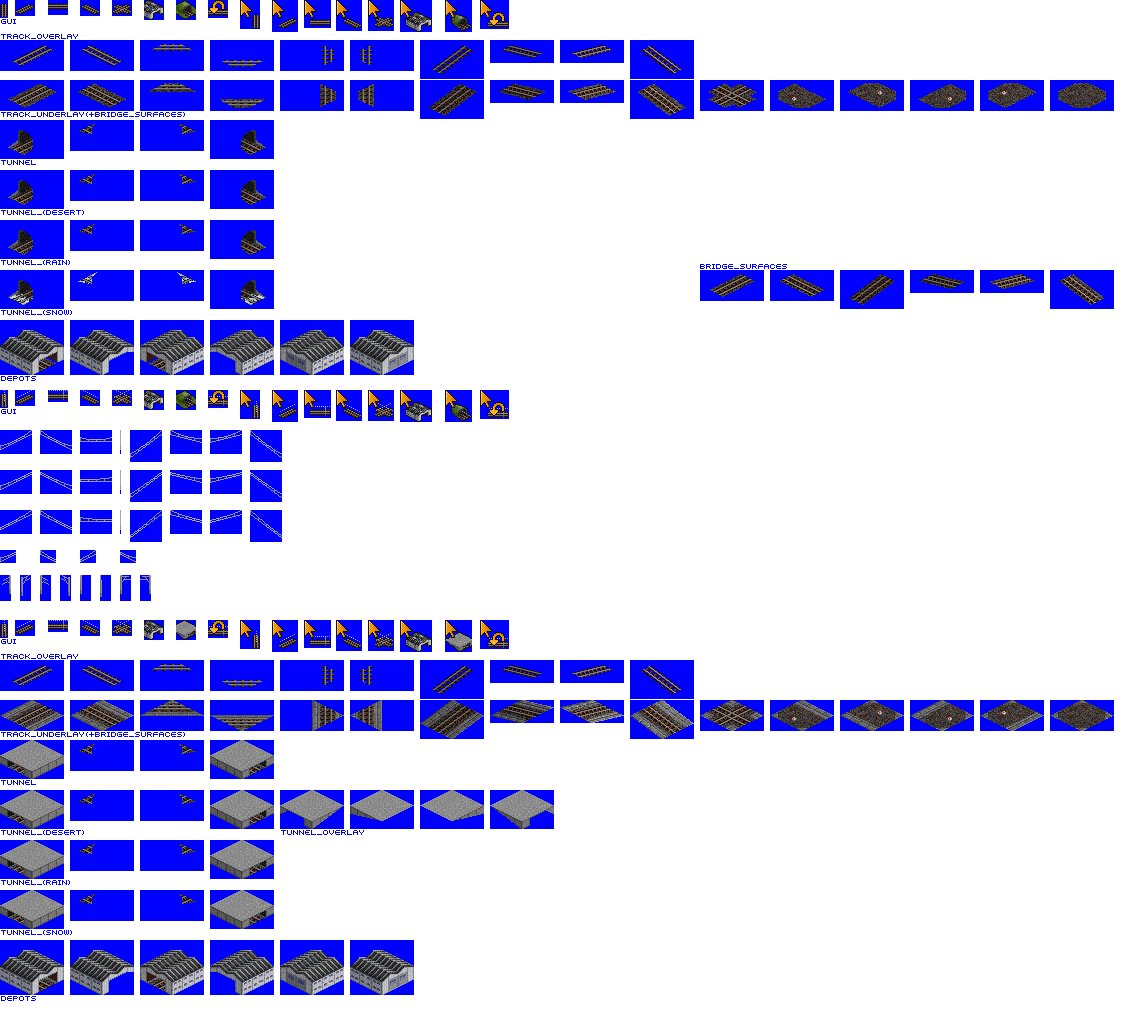 GUI
TRACK_OVERLAY
TRACK_UNDERLAY(+BRIDGE_SURFACES)
TUNNEL
TUNNEL_(DESERT)
TUNNEL_(RAIN)
BRIDGE_SURFACES
TUNNEL_(SNOW)
DEPOTS
GUI
GUI
TRACK_OVERLAY
TRACK_UNDERLAY(+BRIDGE_SURFACES)
TUNNEL
TUNNEL_(DESERT)
TUNNEL_OVERLAY
TUNNEL_(RAIN)
TUNNEL_(SNOW)
DEPOTS